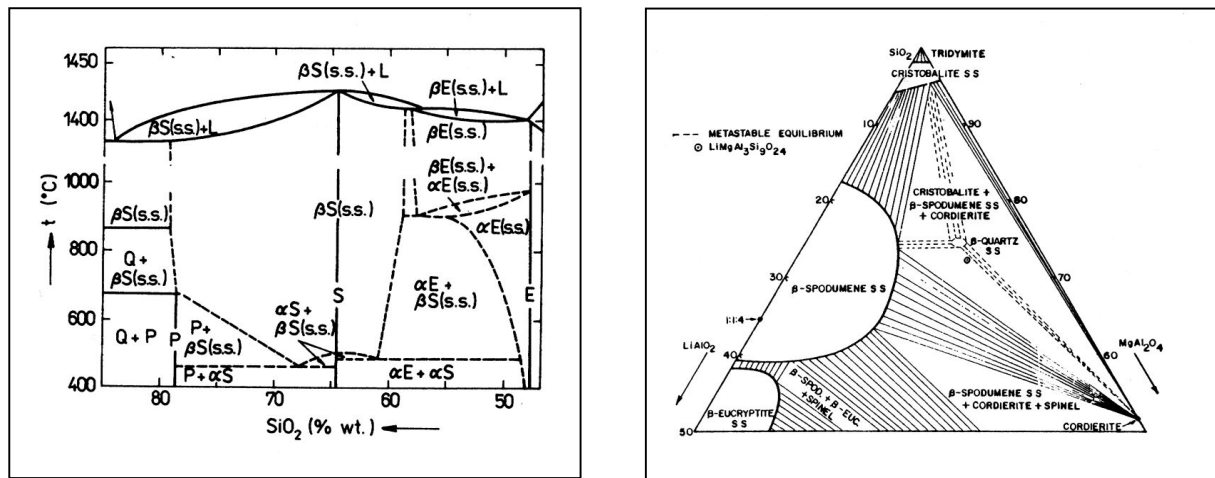 1450
1400
1000
800
600
400
t (°C)
βS(s.s.)+L
βE(s.s.)+L
βS(s.s.)+L
βE(s.s.)
βE(s.s.)+
αE(s.s.)
βS(s.s.)
βS(s.s.)
αE(s.s.)
Q+
βS(s.s.)
αE+
βS(s.s.)
S
E
αS+
βS(s.s.)
Q+P
P
P+
βS(s.s.)
P+αS
αE+αS
80
70
60
50
SiO₂(% wt.)
SiO₂
TRIDYMITE
CRISTOBALITE S S
10
90
--- METASTABLE EQUILIBRIUM
⊙ LiMgAl₃Si₉O₂₄
20
CRISTOBALITE +
β-SPODUMENE SS
+ CORDIERITE
80
β-QUARTZ
SS
30
β-SPODUMENE SS
70
1:1:4
LiAlO₂
40
60
MgAl₂O₄
β-SPOD. + β-EUC.
+SPINEL
β-SPODUMENE SS
+ CORDIERITE + SPINEL
β-EUCRYPTITE
SS
50
CORDIERITE